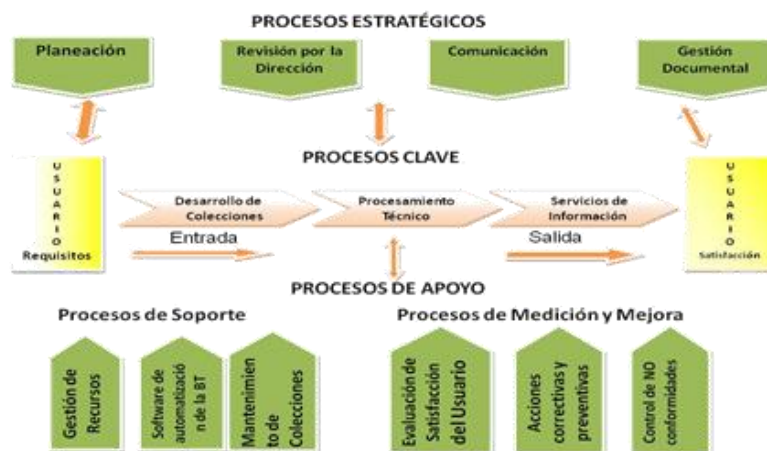 PROCESOS ESTRATÉGICOS
Planeación
Revisión por la
Dirección
Comunicación
Gestión
Documental
PROCESOS CLAVE
USUARIO
Requisitos
Desarrollo de
Colecciones
Procesamiento
Técnico
Servicios de
Información
USUARIO
Satisfacción
Entrada
Salida
PROCESOS DE APOYO
Procesos de Soporte
Procesos de Medición y Mejora
Gestión de
Recursos
Software de
automatizació
n de la BT
Mantenimien
to de
Colecciones
Evaluación de
Satisfacción
del Usuario
Acciones
correctivas y
preventivas
Control de NO
conformidades